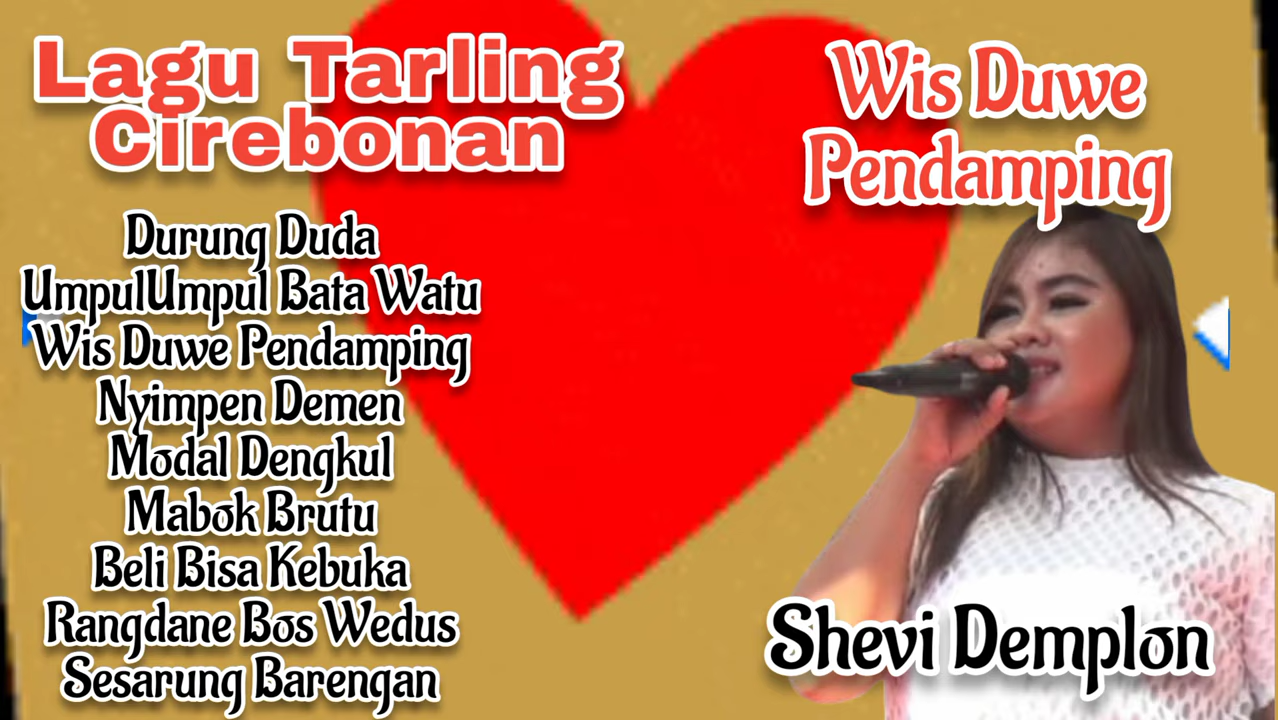 Lagu Tarling
Cirebonan
Durung Duda
UmpulUmpul Bata Watu
Wis Duwe Pendamping
Nyimpen Demen
Modal Dengkul
Mabok Brutu
Beli Bisa Kebuka
Rangdane Bos Wedus
Sesarung Barengan
Wis Duwe
Pendamping
Shevi Demplon